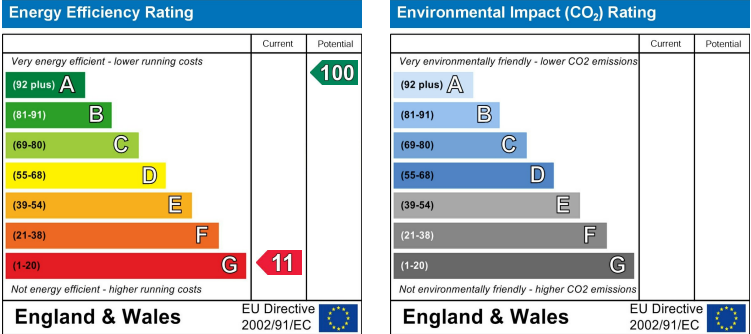 Energy Efficiency Rating
Current Potential
Very energy efficient - lower running costs
(92 plus) A
100
(81-91) B
(69-80) C
(55-68) D
(39-54) E
(21-38) F
(1-20) G
11
Not energy efficient - higher running costs
England & Wales
EU Directive
2002/91/EC
Environmental Impact (CO₂) Rating
Current Potential
Very environmentally friendly - lower CO2 emissions
(92 plus) A
(81-91) B
(69-80) C
(55-68) D
(39-54) E
(21-38) F
(1-20) G
Not environmentally friendly - higher CO2 emissions
England & Wales
EU Directive
2002/91/EC